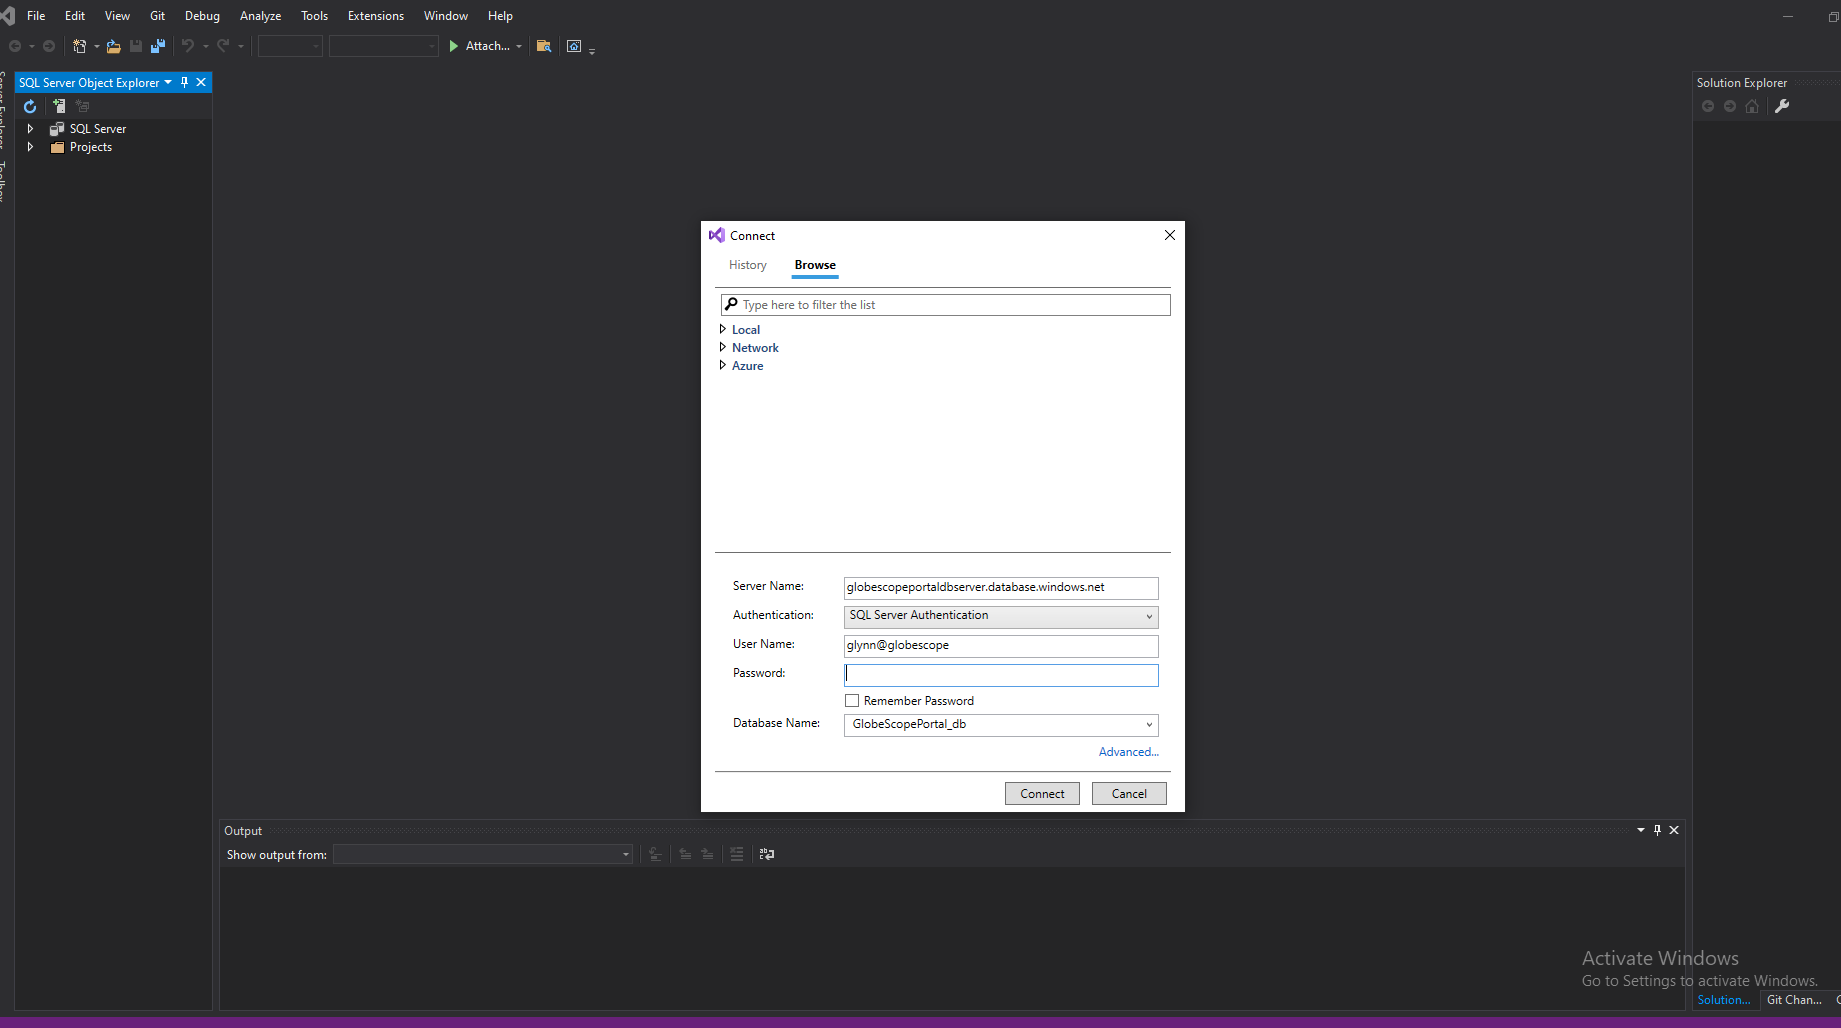 File Edit View Git Debug Analyze Tools Extensions Window Help
Attach...
SQL Server Object Explorer
SQL Server
Projects
Toolbox
Connect
History Browse
Type here to filter the list
Local
Network
Azure
Server Name: globescopeportaldbserver.database.windows.net
Authentication: SQL Server Authentication
User Name: glynn@globescope
Password:
Remember Password
Database Name: GlobeScopePortal_db
Advanced...
Connect Cancel
Output
Show output from:
Solution Explorer
Activate Windows
Go to Settings to activate Windows.
Solution... Git Chan...